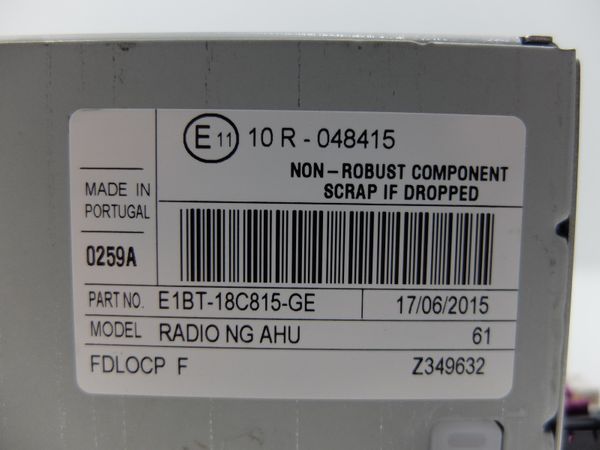 E 11 10 R - 048415
NON-ROBUST COMPONENT
SCRAP IF DROPPED
MADE IN
PORTUGAL
0259A
PART NO. E1BT-18C815-GE 17/06/2015
MODEL RADIO NG AHU 61
FDLOCP F Z349632